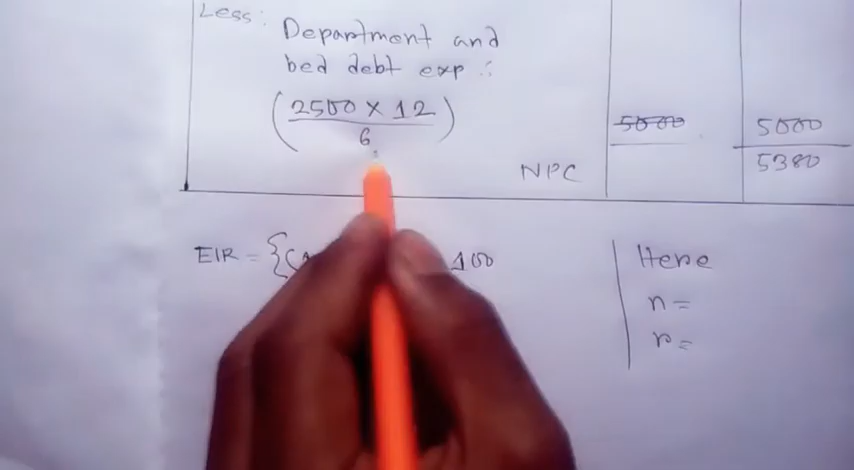 Less:
Department and
bed debt exp:
(2500 × 12
6)
5000 5000
NPC 5380
EIR = {( 100
Here
n =
r =